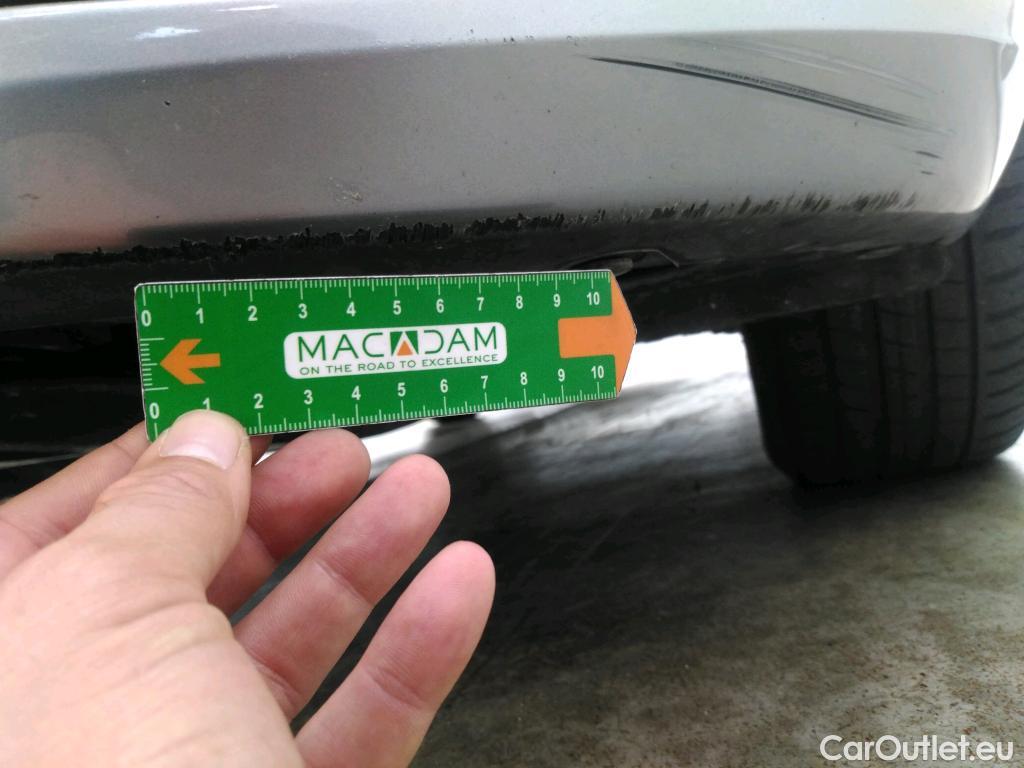 0 1 2 3 4 5 6 7 8 9 10
MACADAM
ON THE ROAD TO EXCELLENCE
0 1 2 3 4 5 6 7 8 9 10
CarOutlet.eu